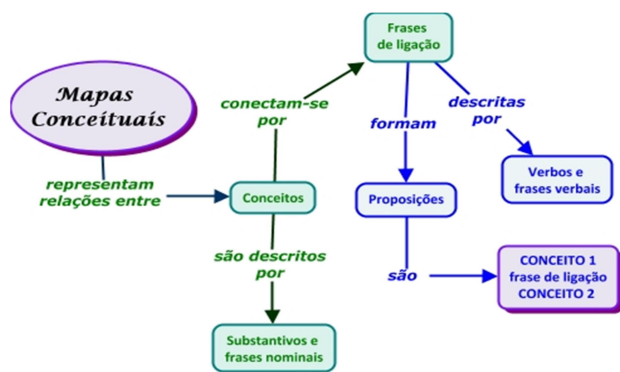 Frases
de ligação
Mapas
Conceituais
conectam-se
por
descritas
por
formam
representam
relações entre
Conceitos
Proposições
Verbos e
frases verbais
são descritos
por
são
CONCEITO 1
frase de ligação
CONCEITO 2
Substantivos e
frases nominais